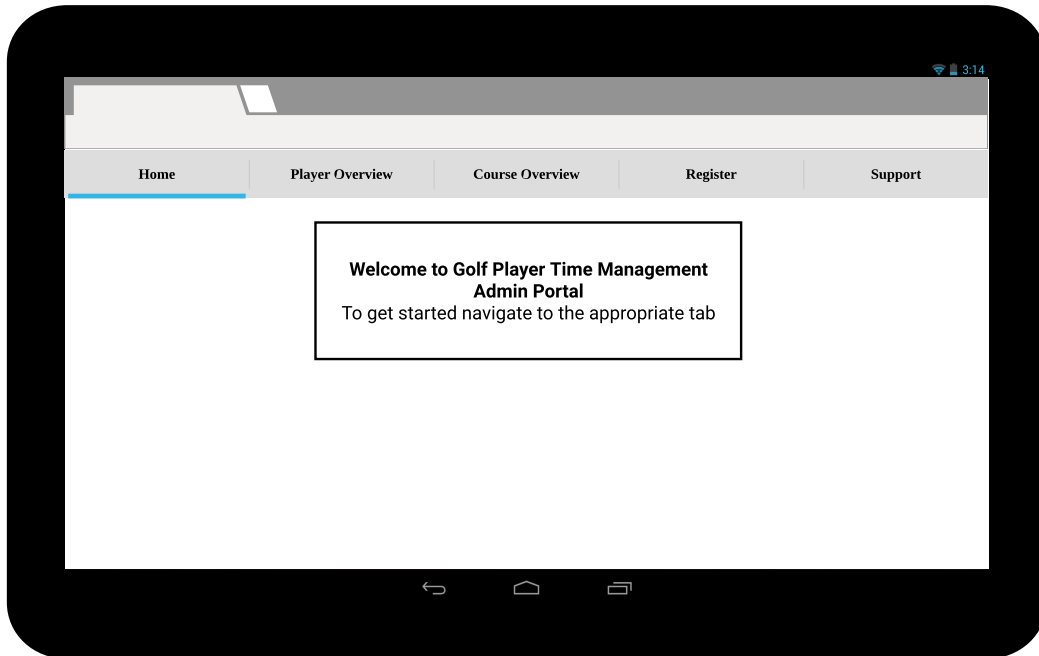 3:14
Home Player Overview Course Overview Register Support
Welcome to Golf Player Time Management
Admin Portal
To get started navigate to the appropriate tab